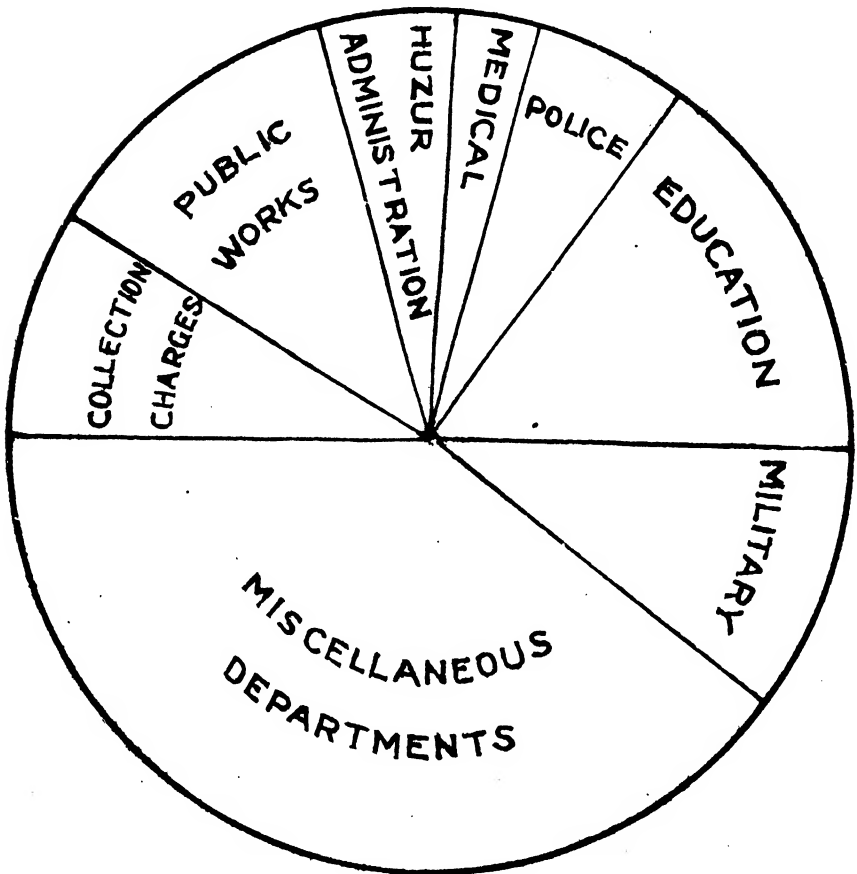 HUZUR
ADMINISTRATION
MEDICAL
POLICE
EDUCATION
MILITARY
MISCELLANEOUS
DEPARTMENTS
COLLECTION
CHARGES
PUBLIC
WORKS